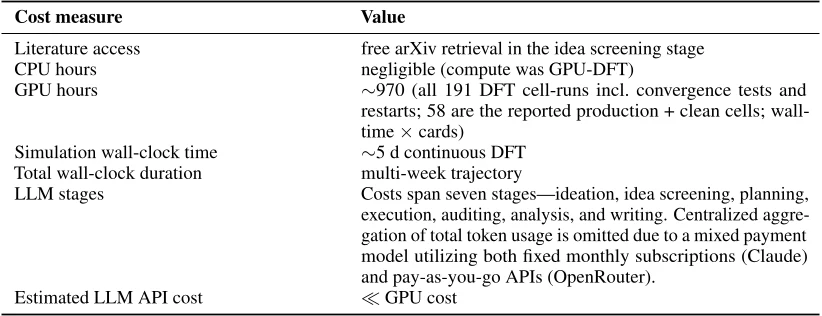 Cost measure Value
Literature access free arXiv retrieval in the idea screening stage
CPU hours negligible (compute was GPU-DFT)
GPU hours ∼970 (all 191 DFT cell-runs incl. convergence tests and
restarts; 58 are the reported production + clean cells; wall-
time × cards)
Simulation wall-clock time ∼5 d continuous DFT
Total wall-clock duration multi-week trajectory
LLM stages Costs span seven stages—ideation, idea screening, planning,
execution, auditing, analysis, and writing. Centralized aggre-
gation of total token usage is omitted due to a mixed payment
model utilizing both fixed monthly subscriptions (Claude)
and pay-as-you-go APIs (OpenRouter).
Estimated LLM API cost ≪ GPU cost